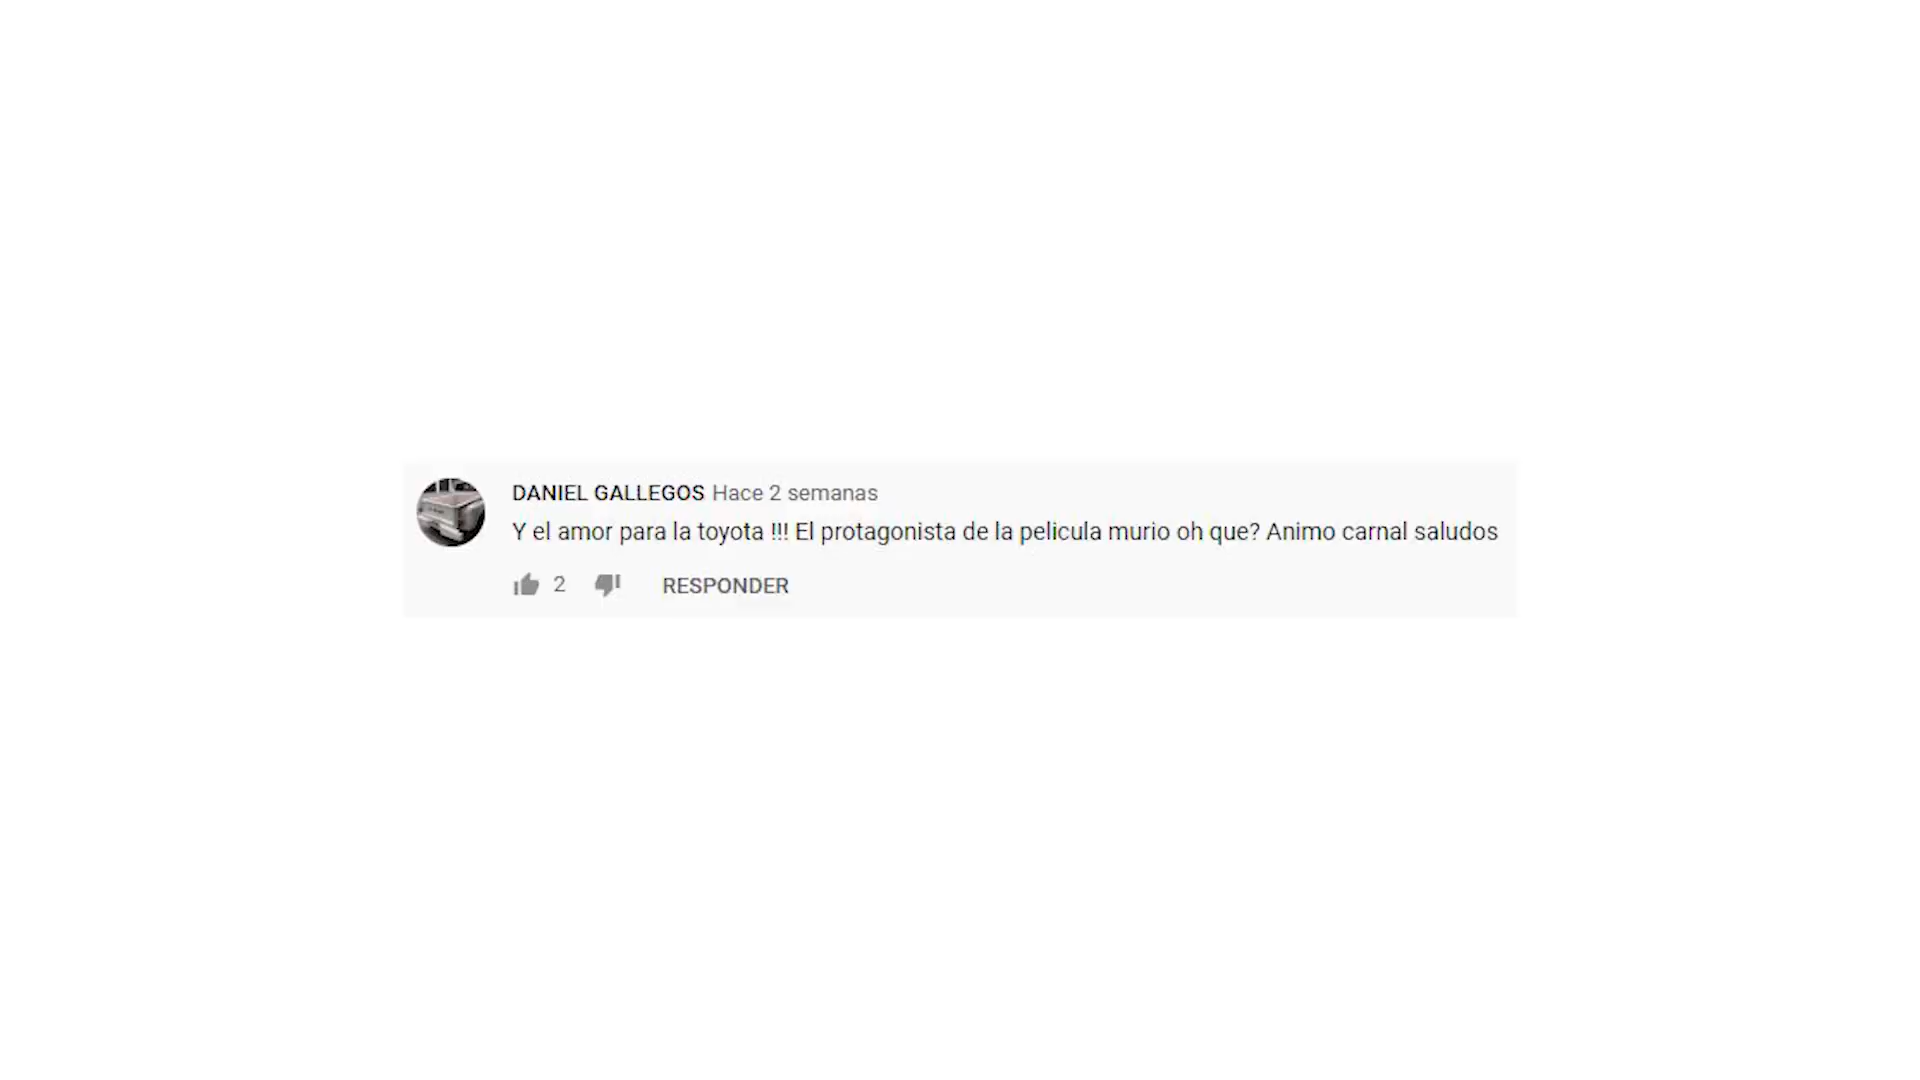 DANIEL GALLEGOS Hace 2 semanas
Y el amor para la toyota !!! El protagonista de la pelicula murio oh que? Animo carnal saludos
2 RESPONDER